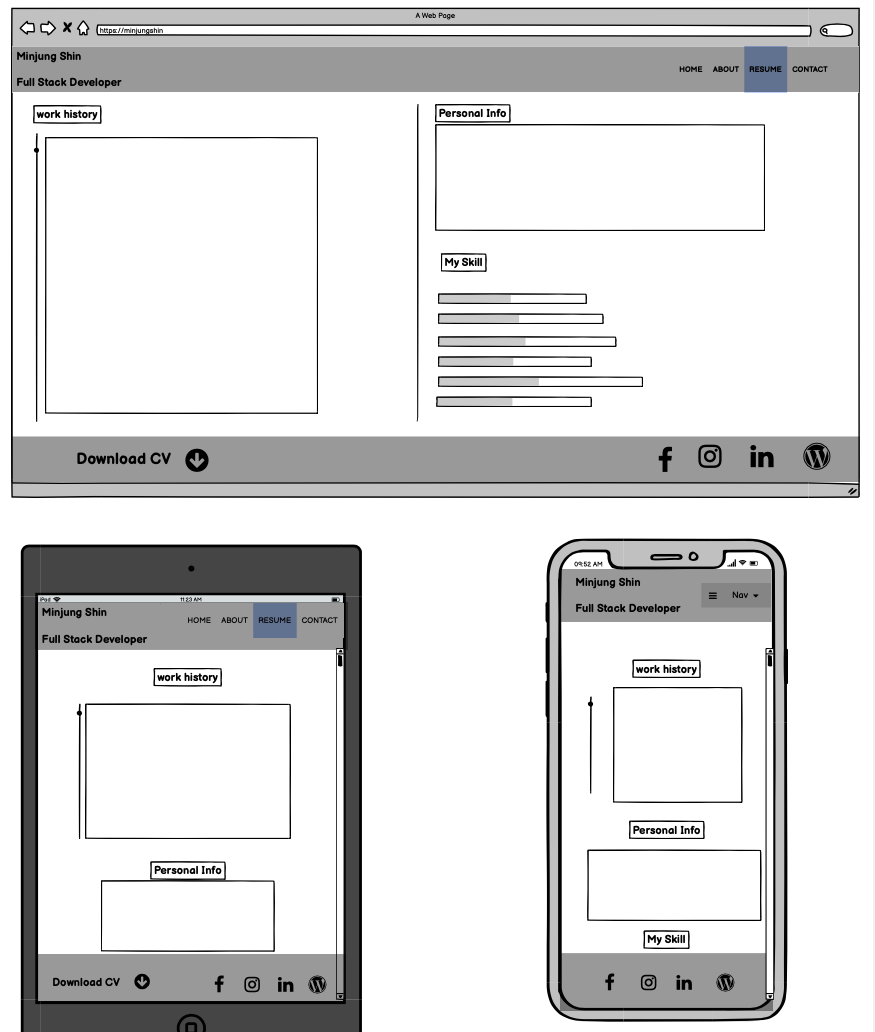 A Web Page
https://minjungshin
Minjung Shin
Full Stack Developer
HOME ABOUT RESUME CONTACT
work history
Personal Info
My Skill
Download CV
iPad
11:23 AM
Minjung Shin
Full Stack Developer
HOME ABOUT RESUME CONTACT
work history
Personal Info
Download CV
09:52 AM
Minjung Shin
Full Stack Developer
Nav
work history
Personal Info
My Skill